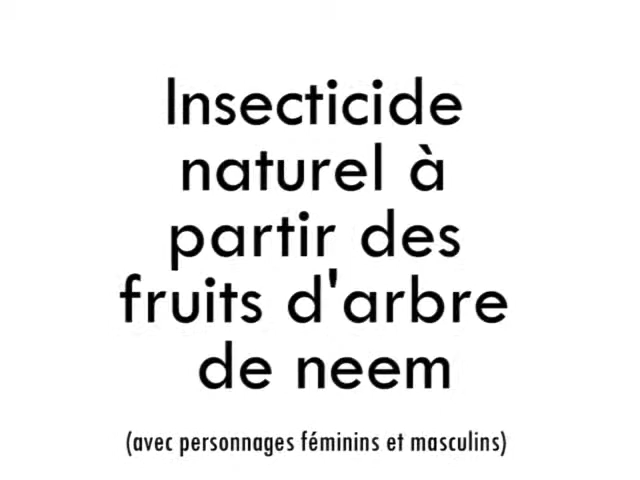 Insecticide
naturel à
partir des
fruits d'arbre
de neem
(avec personnages féminins et masculins)